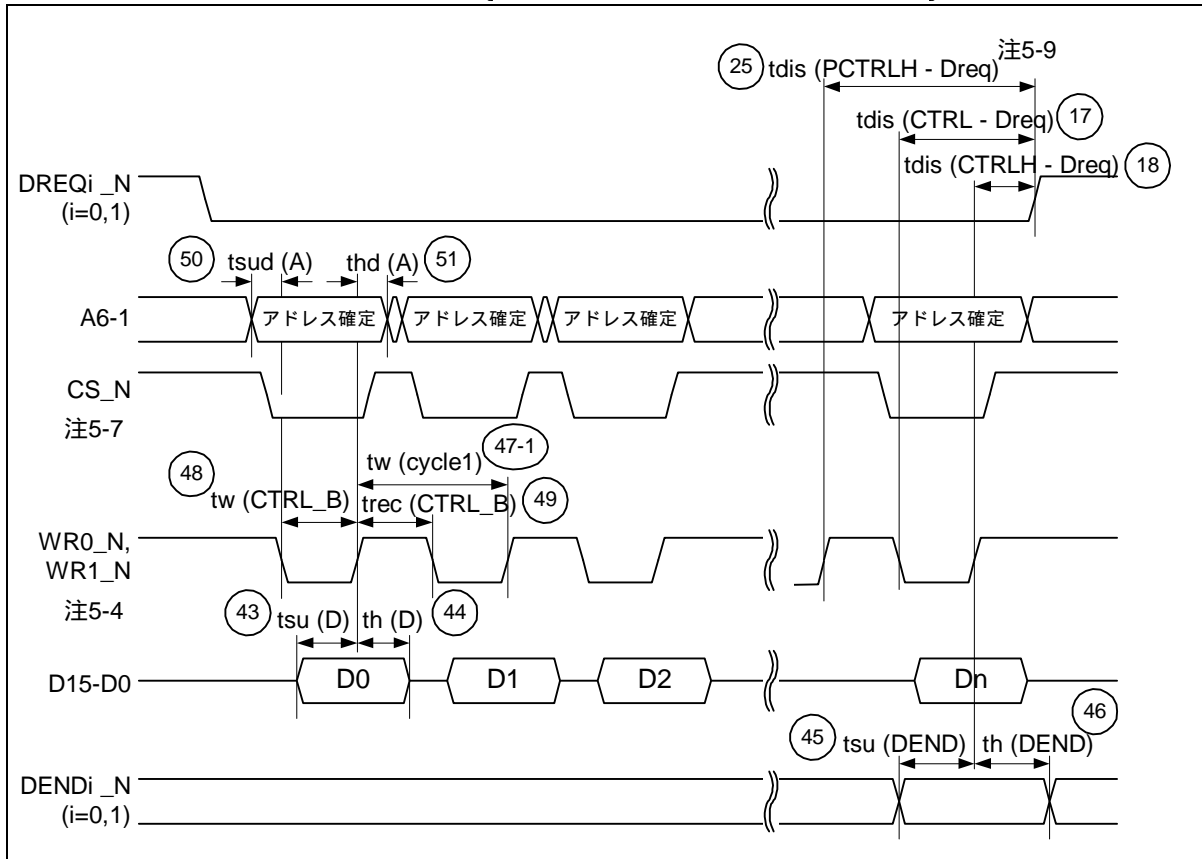 注5-9
25 tdis (PCTRLH - Dreq)
tdis (CTRL - Dreq) 17
tdis (CTRLH - Dreq) 18
DREQi _N
(i=0,1)
50 tsud (A) thd (A) 51
A6-1 アドレス確定 アドレス確定 アドレス確定 アドレス確定
CS_N
注5-7
47-1
tw (cycle1)
48 tw (CTRL_B) trec (CTRL_B) 49
WR0_N,
WR1_N
注5-4
43 tsu (D) th (D) 44
D15-D0 D0 D1 D2 Dn
45 tsu (DEND) th (DEND) 46
DENDi _N
(i=0,1)